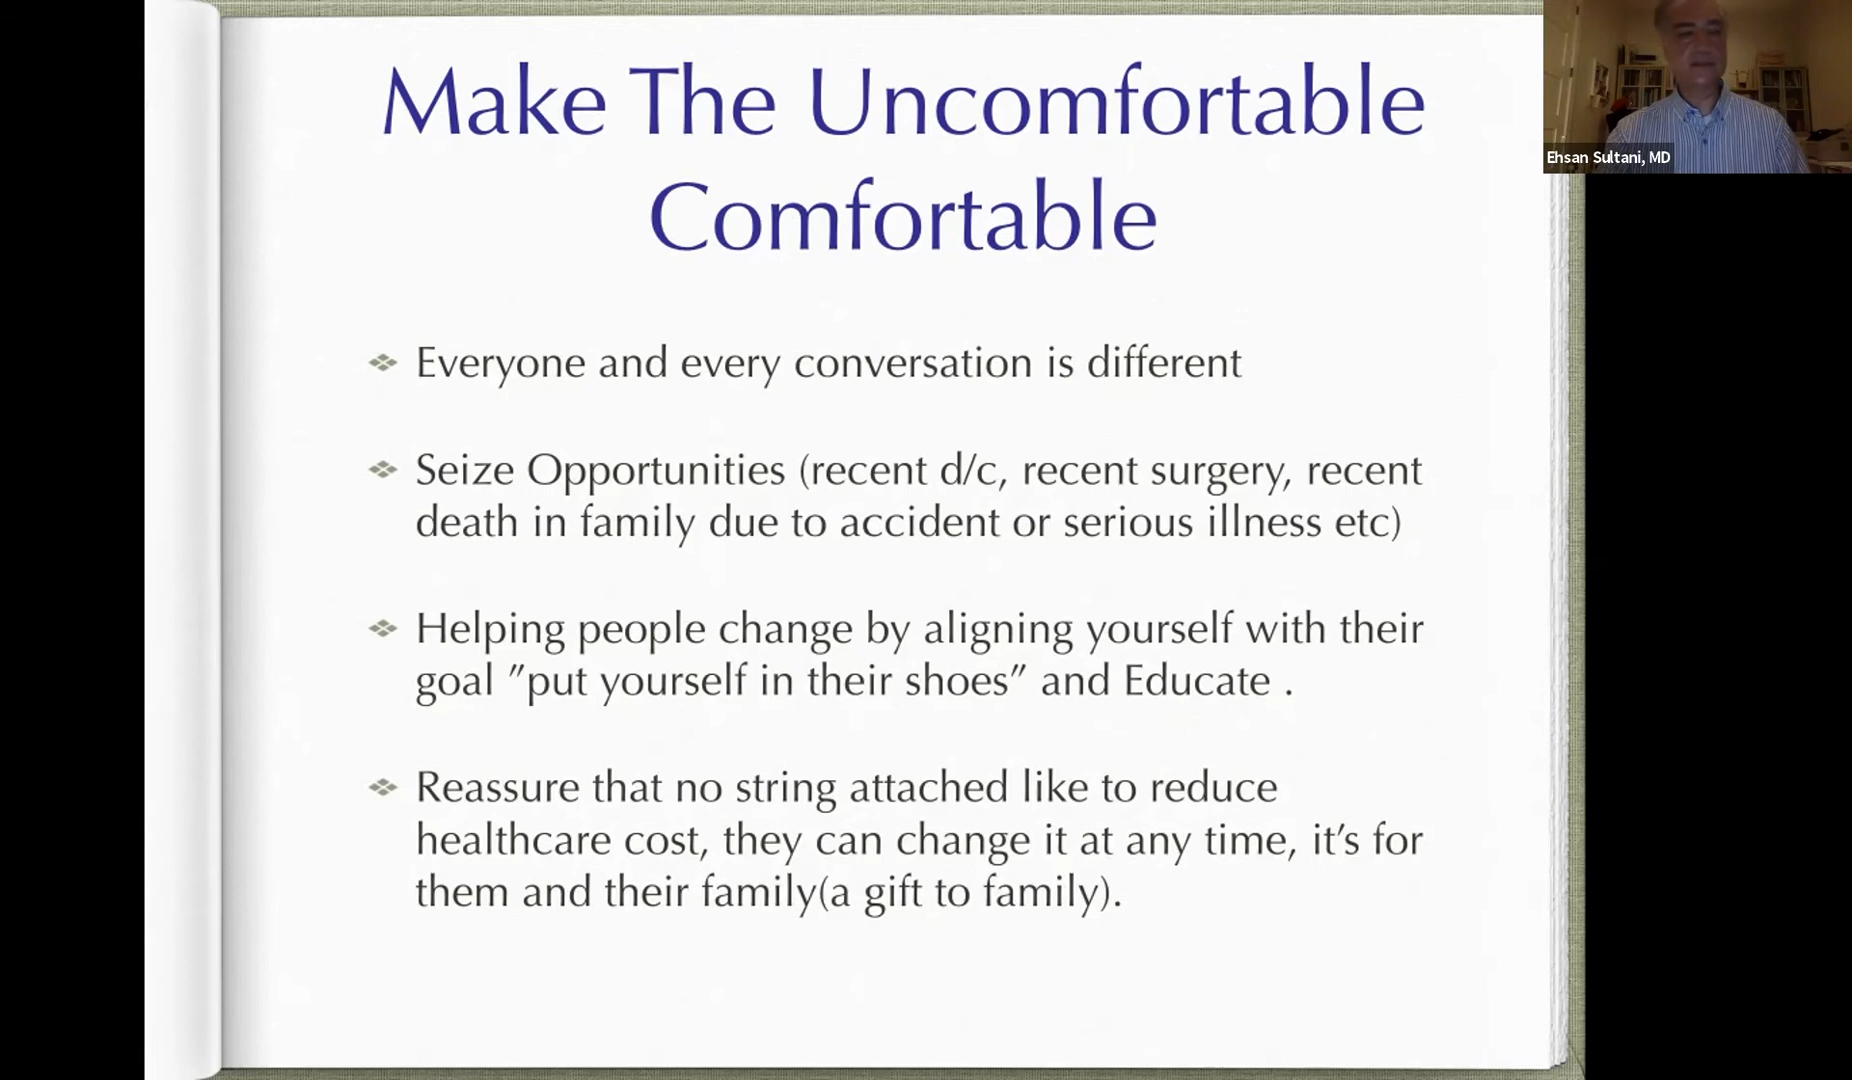 Make The Uncomfortable
Comfortable
Ehsan Sultani, MD
Everyone and every conversation is different
Seize Opportunities (recent d/c, recent surgery, recent
death in family due to accident or serious illness etc)
Helping people change by aligning yourself with their
goal ”put yourself in their shoes” and Educate .
Reassure that no string attached like to reduce
healthcare cost, they can change it at any time, it’s for
them and their family(a gift to family).